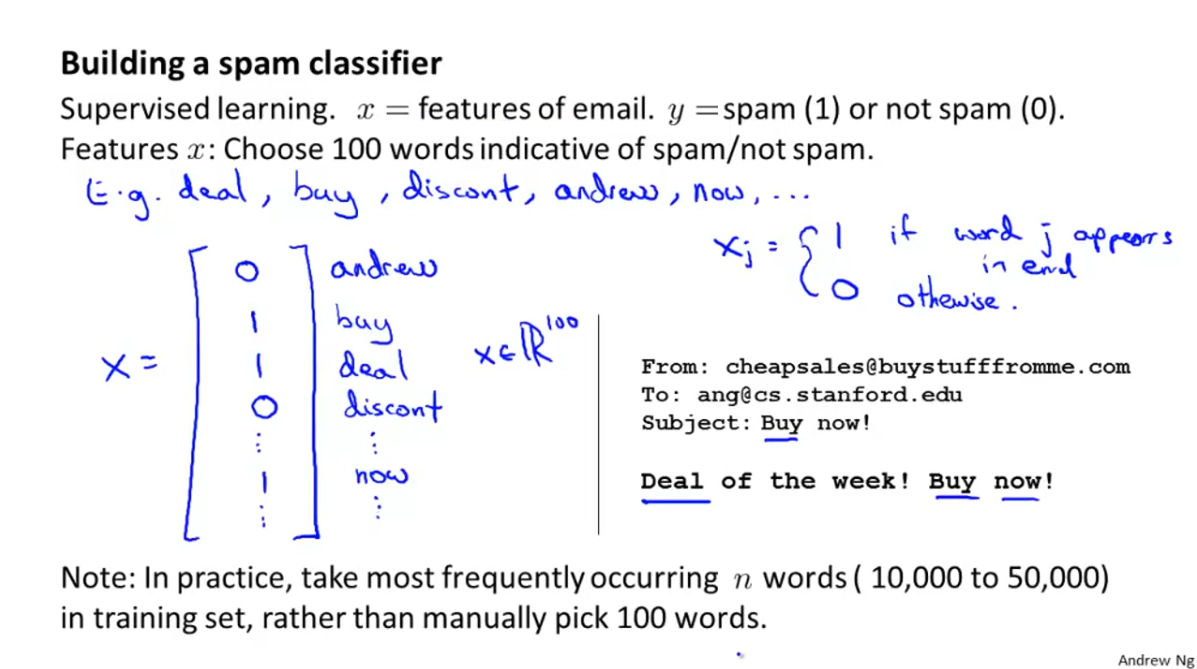 Building a spam classifier
Supervised learning. x = features of email. y = spam (1) or not spam (0).
Features x: Choose 100 words indicative of spam/not spam.
E.g. deal, buy, discont, andrew, now, ...
xj = { 1 if word j appears
in email
0 othewise.
x =
0 andrew
1 buy
1 deal
0 discont
⋮ ⋮
1 now
⋮ ⋮
x ∈ ℝ^100
From: cheapsales@buystufffromme.com
To: ang@cs.stanford.edu
Subject: Buy now!
Deal of the week! Buy now!
Note: In practice, take most frequently occurring n words ( 10,000 to 50,000)
in training set, rather than manually pick 100 words.
Andrew Ng